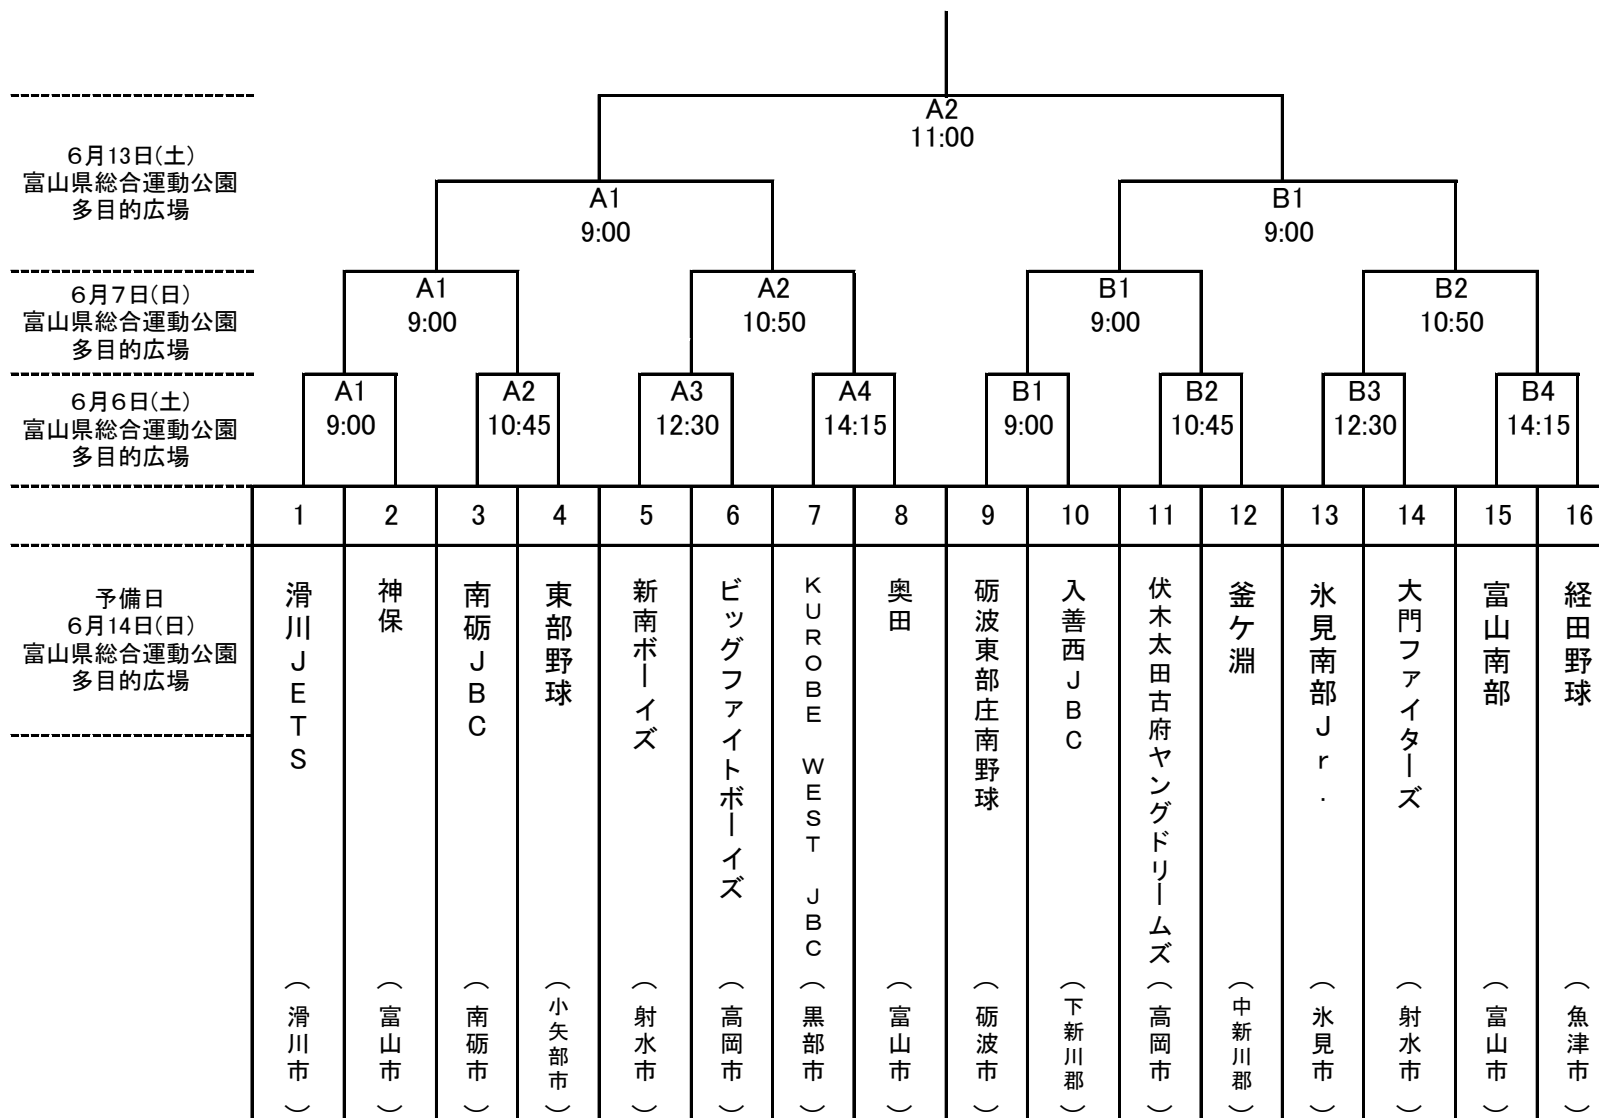 A2
11:00
6月13日(土)
富山県総合運動公園
多目的広場
A1
9:00
B1
9:00
6月7日(日)
富山県総合運動公園
多目的広場
A1
9:00
A2
10:50
B1
9:00
B2
10:50
6月6日(土)
富山県総合運動公園
多目的広場
A1
9:00
A2
10:45
A3
12:30
A4
14:15
B1
9:00
B2
10:45
B3
12:30
B4
14:15
1
2
3
4
5
6
7
8
9
10
11
12
13
14
15
16
予備日
6月14日(日)
富山県総合運動公園
多目的広場
滑川JETS
(滑川市)
神保
(富山市)
南砺JBC
(南砺市)
東部野球
(小矢部市)
新南ボーイズ
(射水市)
ビッグファイトボーイズ
(高岡市)
KUROBE WEST JBC
(黒部市)
奥田
(富山市)
砺波東部庄南野球
(砺波市)
入善西JBC
(下新川郡)
伏木太田古府ヤングドリームズ
(高岡市)
釜ケ淵
(中新川郡)
氷見南部Jr.
(氷見市)
大門ファイターズ
(射水市)
富山南部
(富山市)
経田野球
(魚津市)